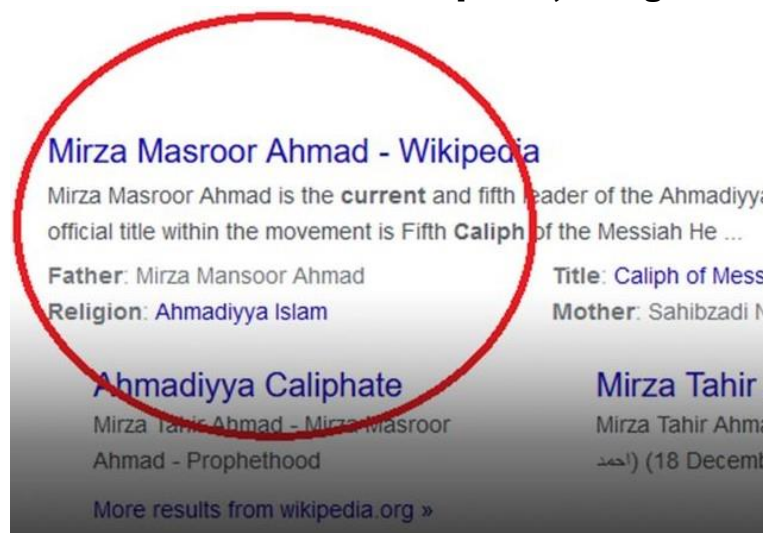 Mirza Masroor Ahmad - Wikipedia
Mirza Masroor Ahmad is the current and fifth leader of the Ahmadiyya
official title within the movement is Fifth Caliph of the Messiah He ...
Father: Mirza Mansoor Ahmad
Title: Caliph of Mess
Religion: Ahmadiyya Islam
Mother: Sahibzadi N
Ahmadiyya Caliphate
Mirza Tahir Ahmad - Mirza Masroor
Ahmad - Prophethood
Mirza Tahir
Mirza Tahir Ahma
احمد) (18 Decemb
More results from wikipedia.org »